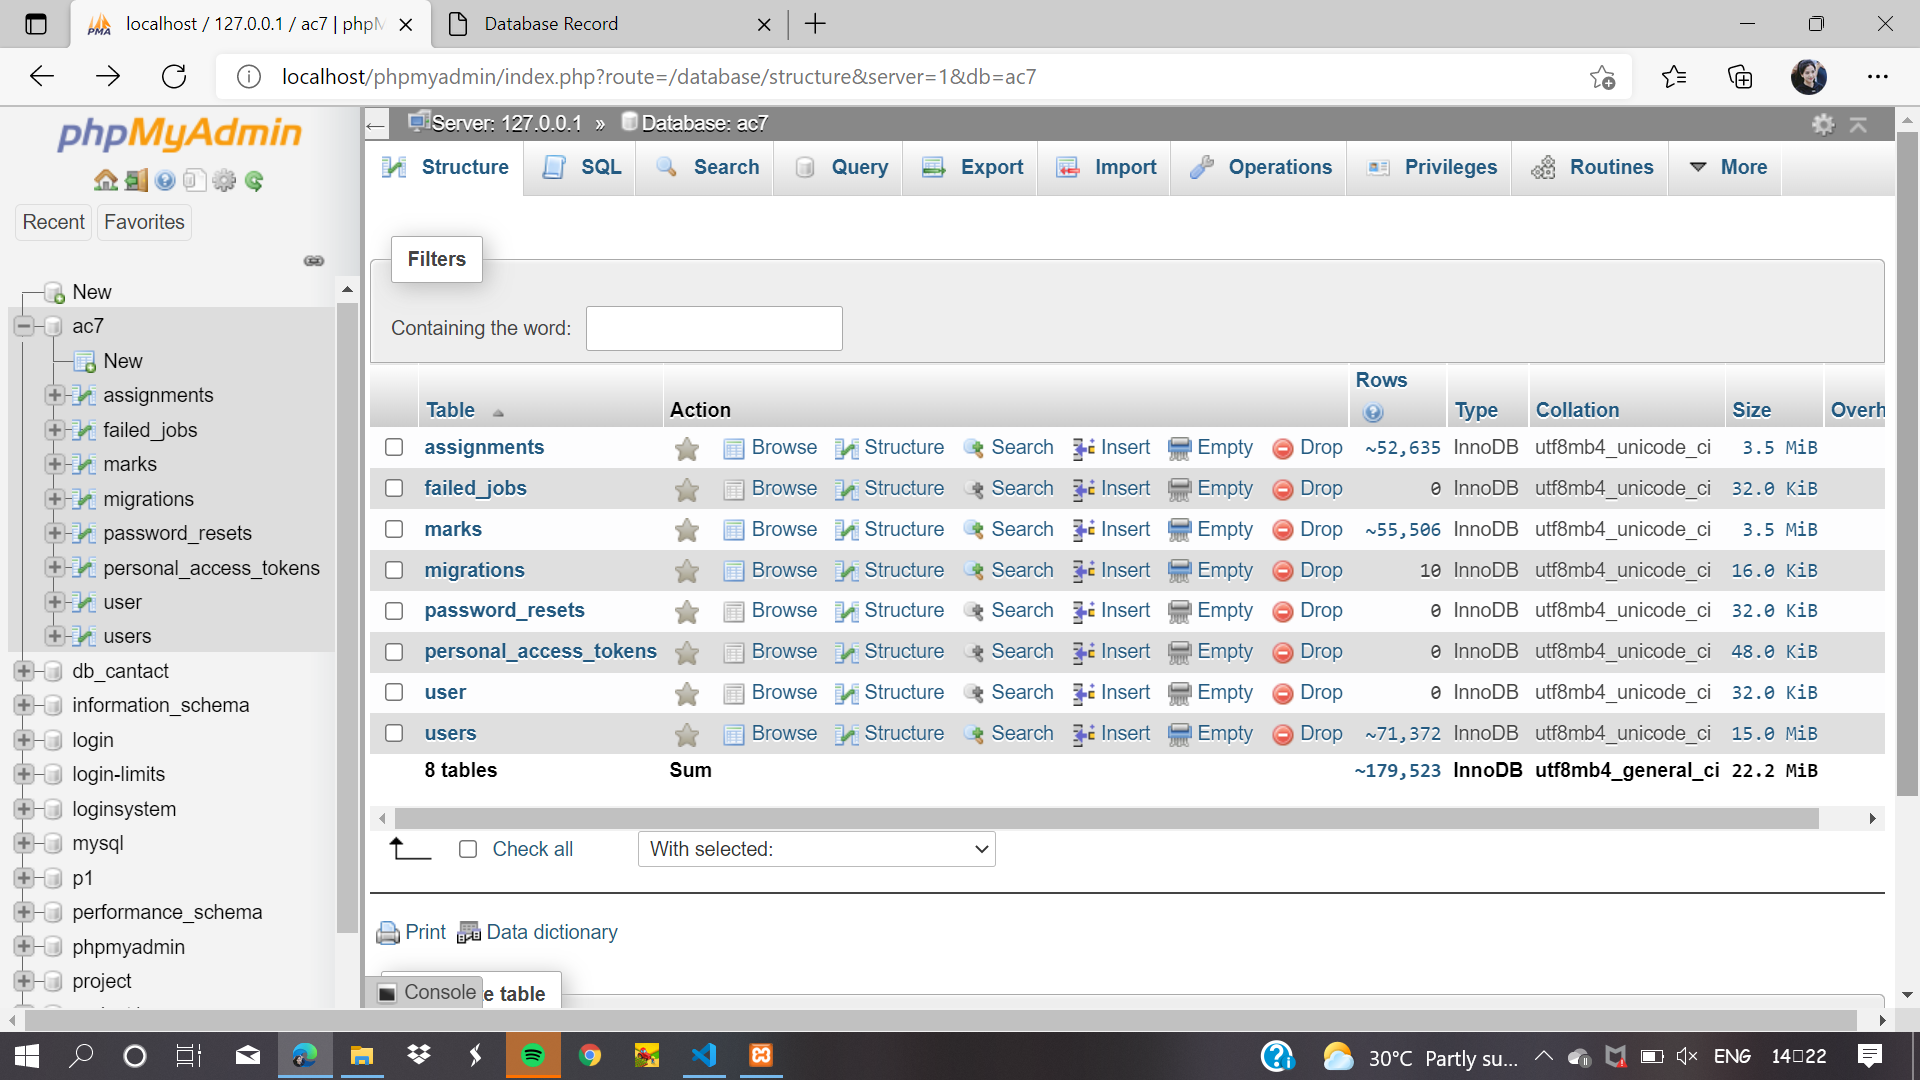 localhost / 127.0.0.1 / ac7 | phpM
Database Record
localhost/phpmyadmin/index.php?route=/database/structure&server=1&db=ac7
phpMyAdmin
Recent
Favorites
New
ac7
New
assignments
failed_jobs
marks
migrations
password_resets
personal_access_tokens
user
users
db_cantact
information_schema
login
login-limits
loginsystem
mysql
p1
performance_schema
phpmyadmin
project
Server: 127.0.0.1 » Database: ac7
Structure SQL Search Query Export Import Operations Privileges Routines More
Filters
Containing the word:
Table Action Rows Type Collation Size Overh
assignments Browse Structure Search Insert Empty Drop ~52,635 InnoDB utf8mb4_unicode_ci 3.5 MiB
failed_jobs Browse Structure Search Insert Empty Drop 0 InnoDB utf8mb4_unicode_ci 32.0 KiB
marks Browse Structure Search Insert Empty Drop ~55,506 InnoDB utf8mb4_unicode_ci 3.5 MiB
migrations Browse Structure Search Insert Empty Drop 10 InnoDB utf8mb4_unicode_ci 16.0 KiB
password_resets Browse Structure Search Insert Empty Drop 0 InnoDB utf8mb4_unicode_ci 32.0 KiB
personal_access_tokens Browse Structure Search Insert Empty Drop 0 InnoDB utf8mb4_unicode_ci 48.0 KiB
user Browse Structure Search Insert Empty Drop 0 InnoDB utf8mb4_unicode_ci 32.0 KiB
users Browse Structure Search Insert Empty Drop ~71,372 InnoDB utf8mb4_unicode_ci 15.0 MiB
8 tables Sum ~179,523 InnoDB utf8mb4_general_ci 22.2 MiB
Check all With selected:
Print Data dictionary
Console e table
30°C Partly su... ENG 14:22